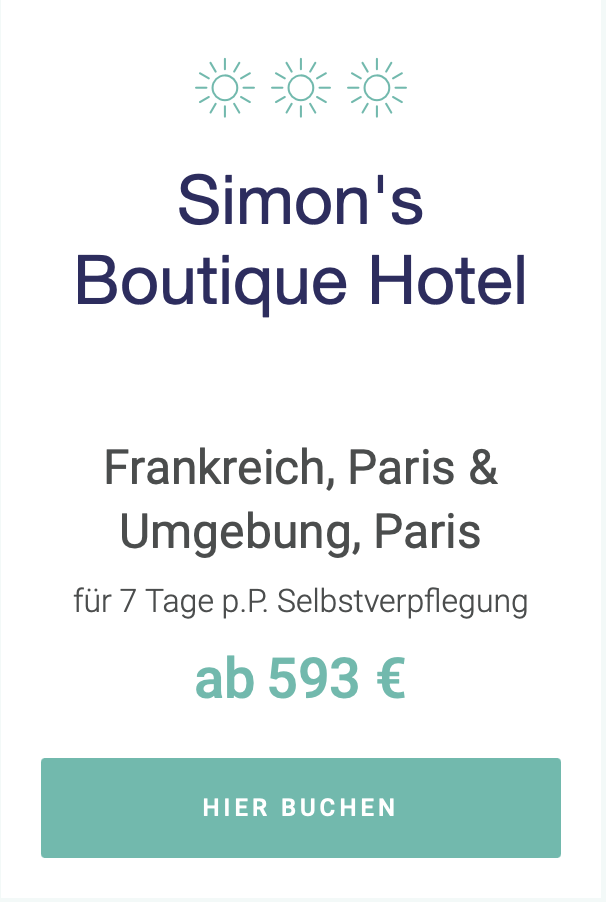 Simon's
Boutique Hotel
Frankreich, Paris &
Umgebung, Paris
für 7 Tage p.P. Selbstverpflegung
ab 593 €
HIER BUCHEN